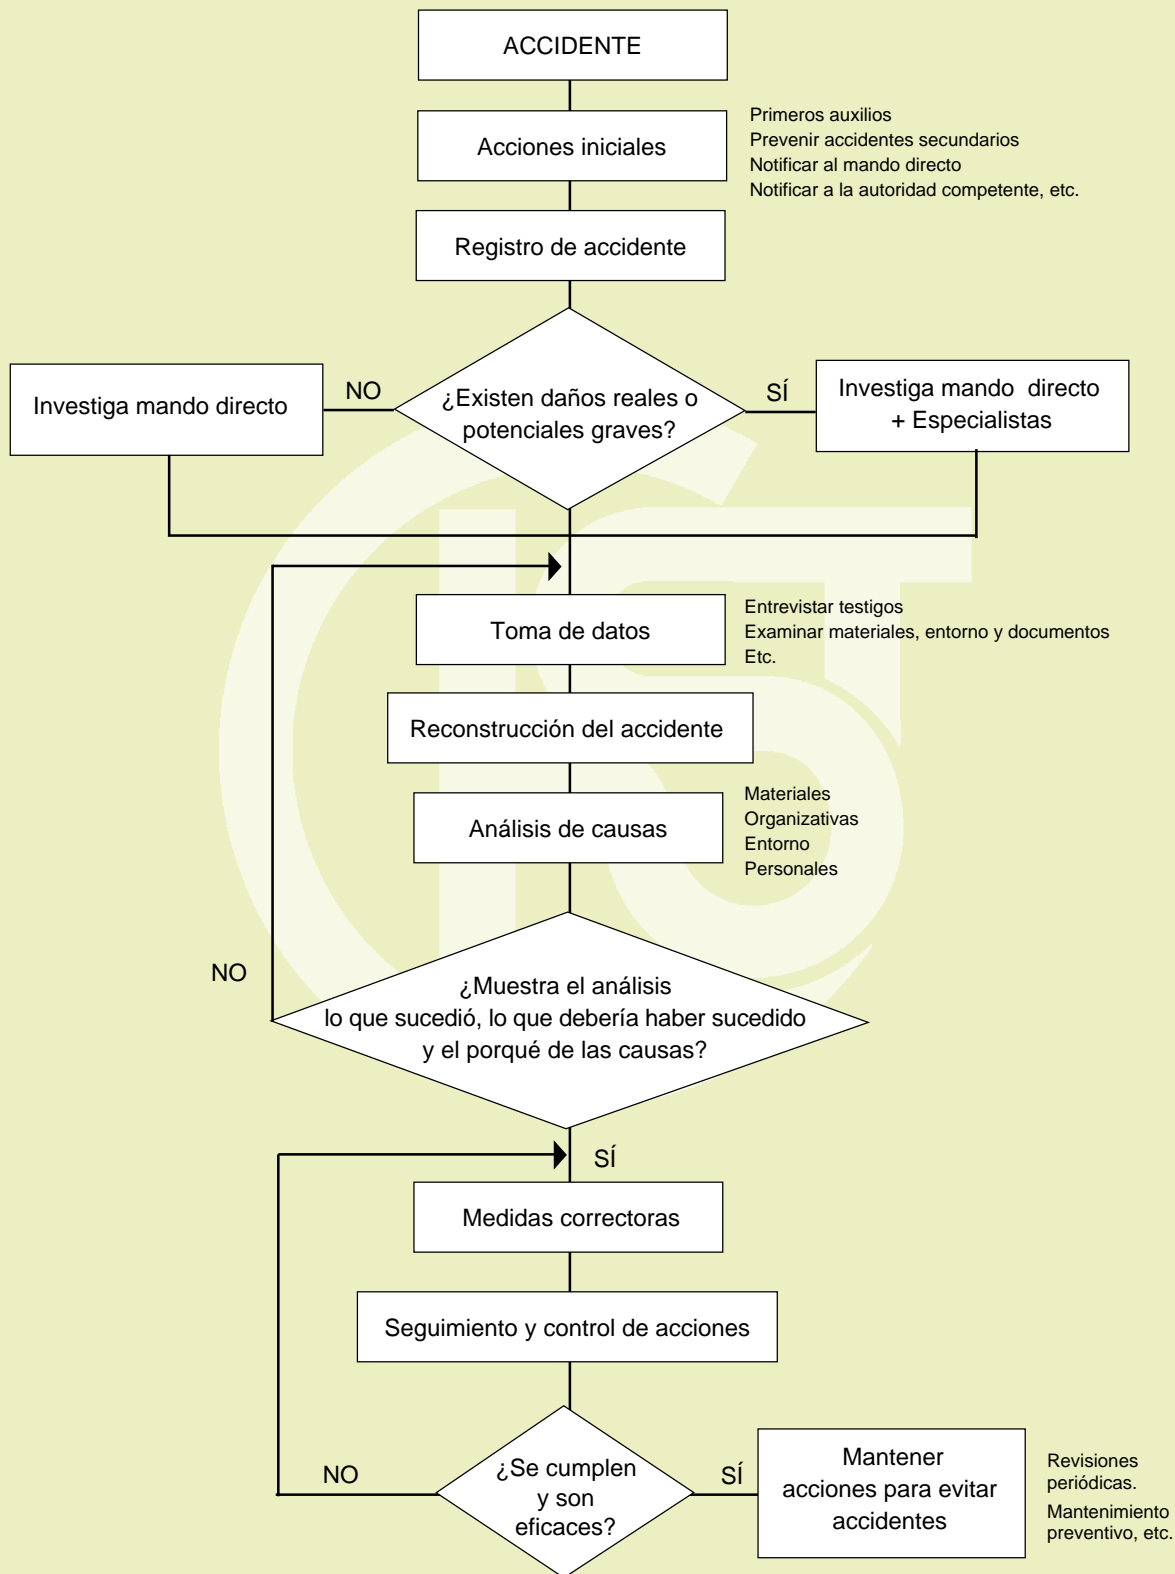 ACCIDENTE
Acciones iniciales
Primeros auxilios
Prevenir accidentes secundarios
Notificar al mando directo
Notificar a la autoridad competente, etc.
Registro de accidente
¿Existen daños reales o
potenciales graves?
NO
SÍ
Investiga mando directo
Investiga mando directo
+ Especialistas
Toma de datos
Entrevistar testigos
Examinar materiales, entorno y documentos
Etc.
Reconstrucción del accidente
Análisis de causas
Materiales
Organizativas
Entorno
Personales
NO
¿Muestra el análisis
lo que sucedió, lo que debería haber sucedido
y el porqué de las causas?
SÍ
Medidas correctoras
Seguimiento y control de acciones
NO
¿Se cumplen
y son
eficaces?
SÍ
Mantener
acciones para evitar
accidentes
Revisiones
periódicas.
Mantenimiento
preventivo, etc.